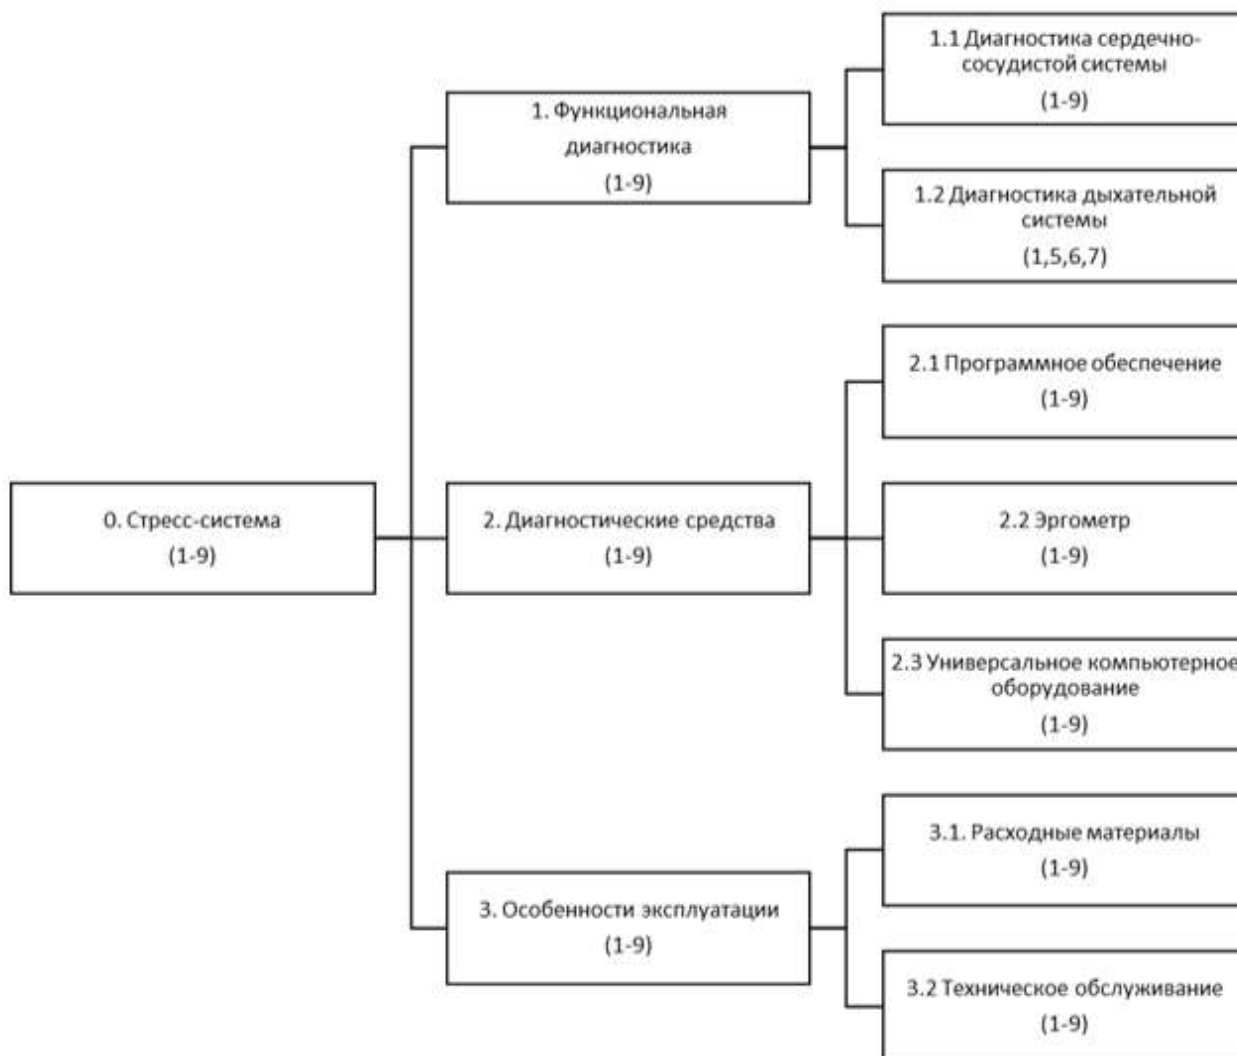 0. Стресс-система
(1-9)
1. Функциональная
диагностика
(1-9)
1.1 Диагностика сердечно-
сосудистой системы
(1-9)
1.2 Диагностика дыхательной
системы
(1,5,6,7)
2. Диагностические средства
(1-9)
2.1 Программное обеспечение
(1-9)
2.2 Эргометр
(1-9)
2.3 Универсальное компьютерное
оборудование
(1-9)
3. Особенности эксплуатации
(1-9)
3.1. Расходные материалы
(1-9)
3.2 Техническое обслуживание
(1-9)